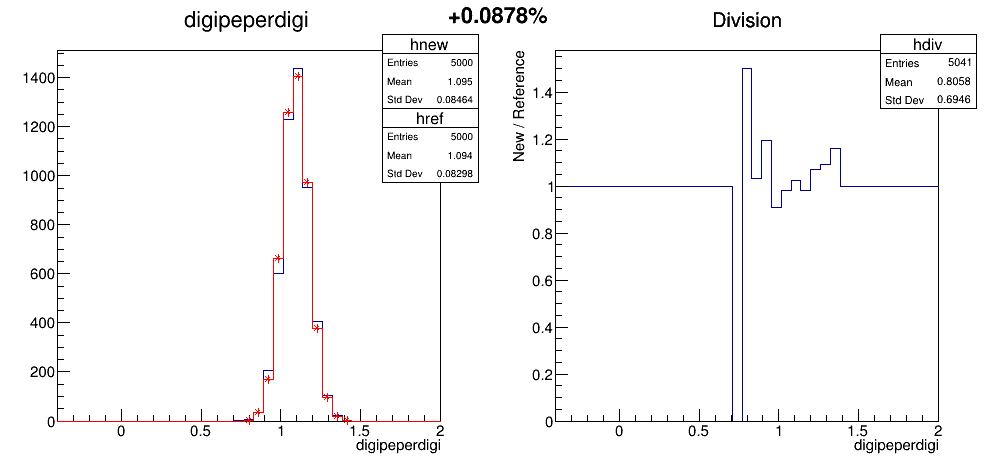 +0.0878%
digipeperdigi
hnew
Entries 5000
Mean 1.095
Std Dev 0.08464
href
Entries 5000
Mean 1.094
Std Dev 0.08298
1400
1200
1000
800
600
400
200
0
0 0.5 1 1.5 2
digipeperdigi
Division
hdiv
Entries 5041
Mean 0.8058
Std Dev 0.6946
New / Reference
1.4
1.2
1
0.8
0.6
0.4
0.2
0
0 0.5 1 1.5 2
digipeperdigi